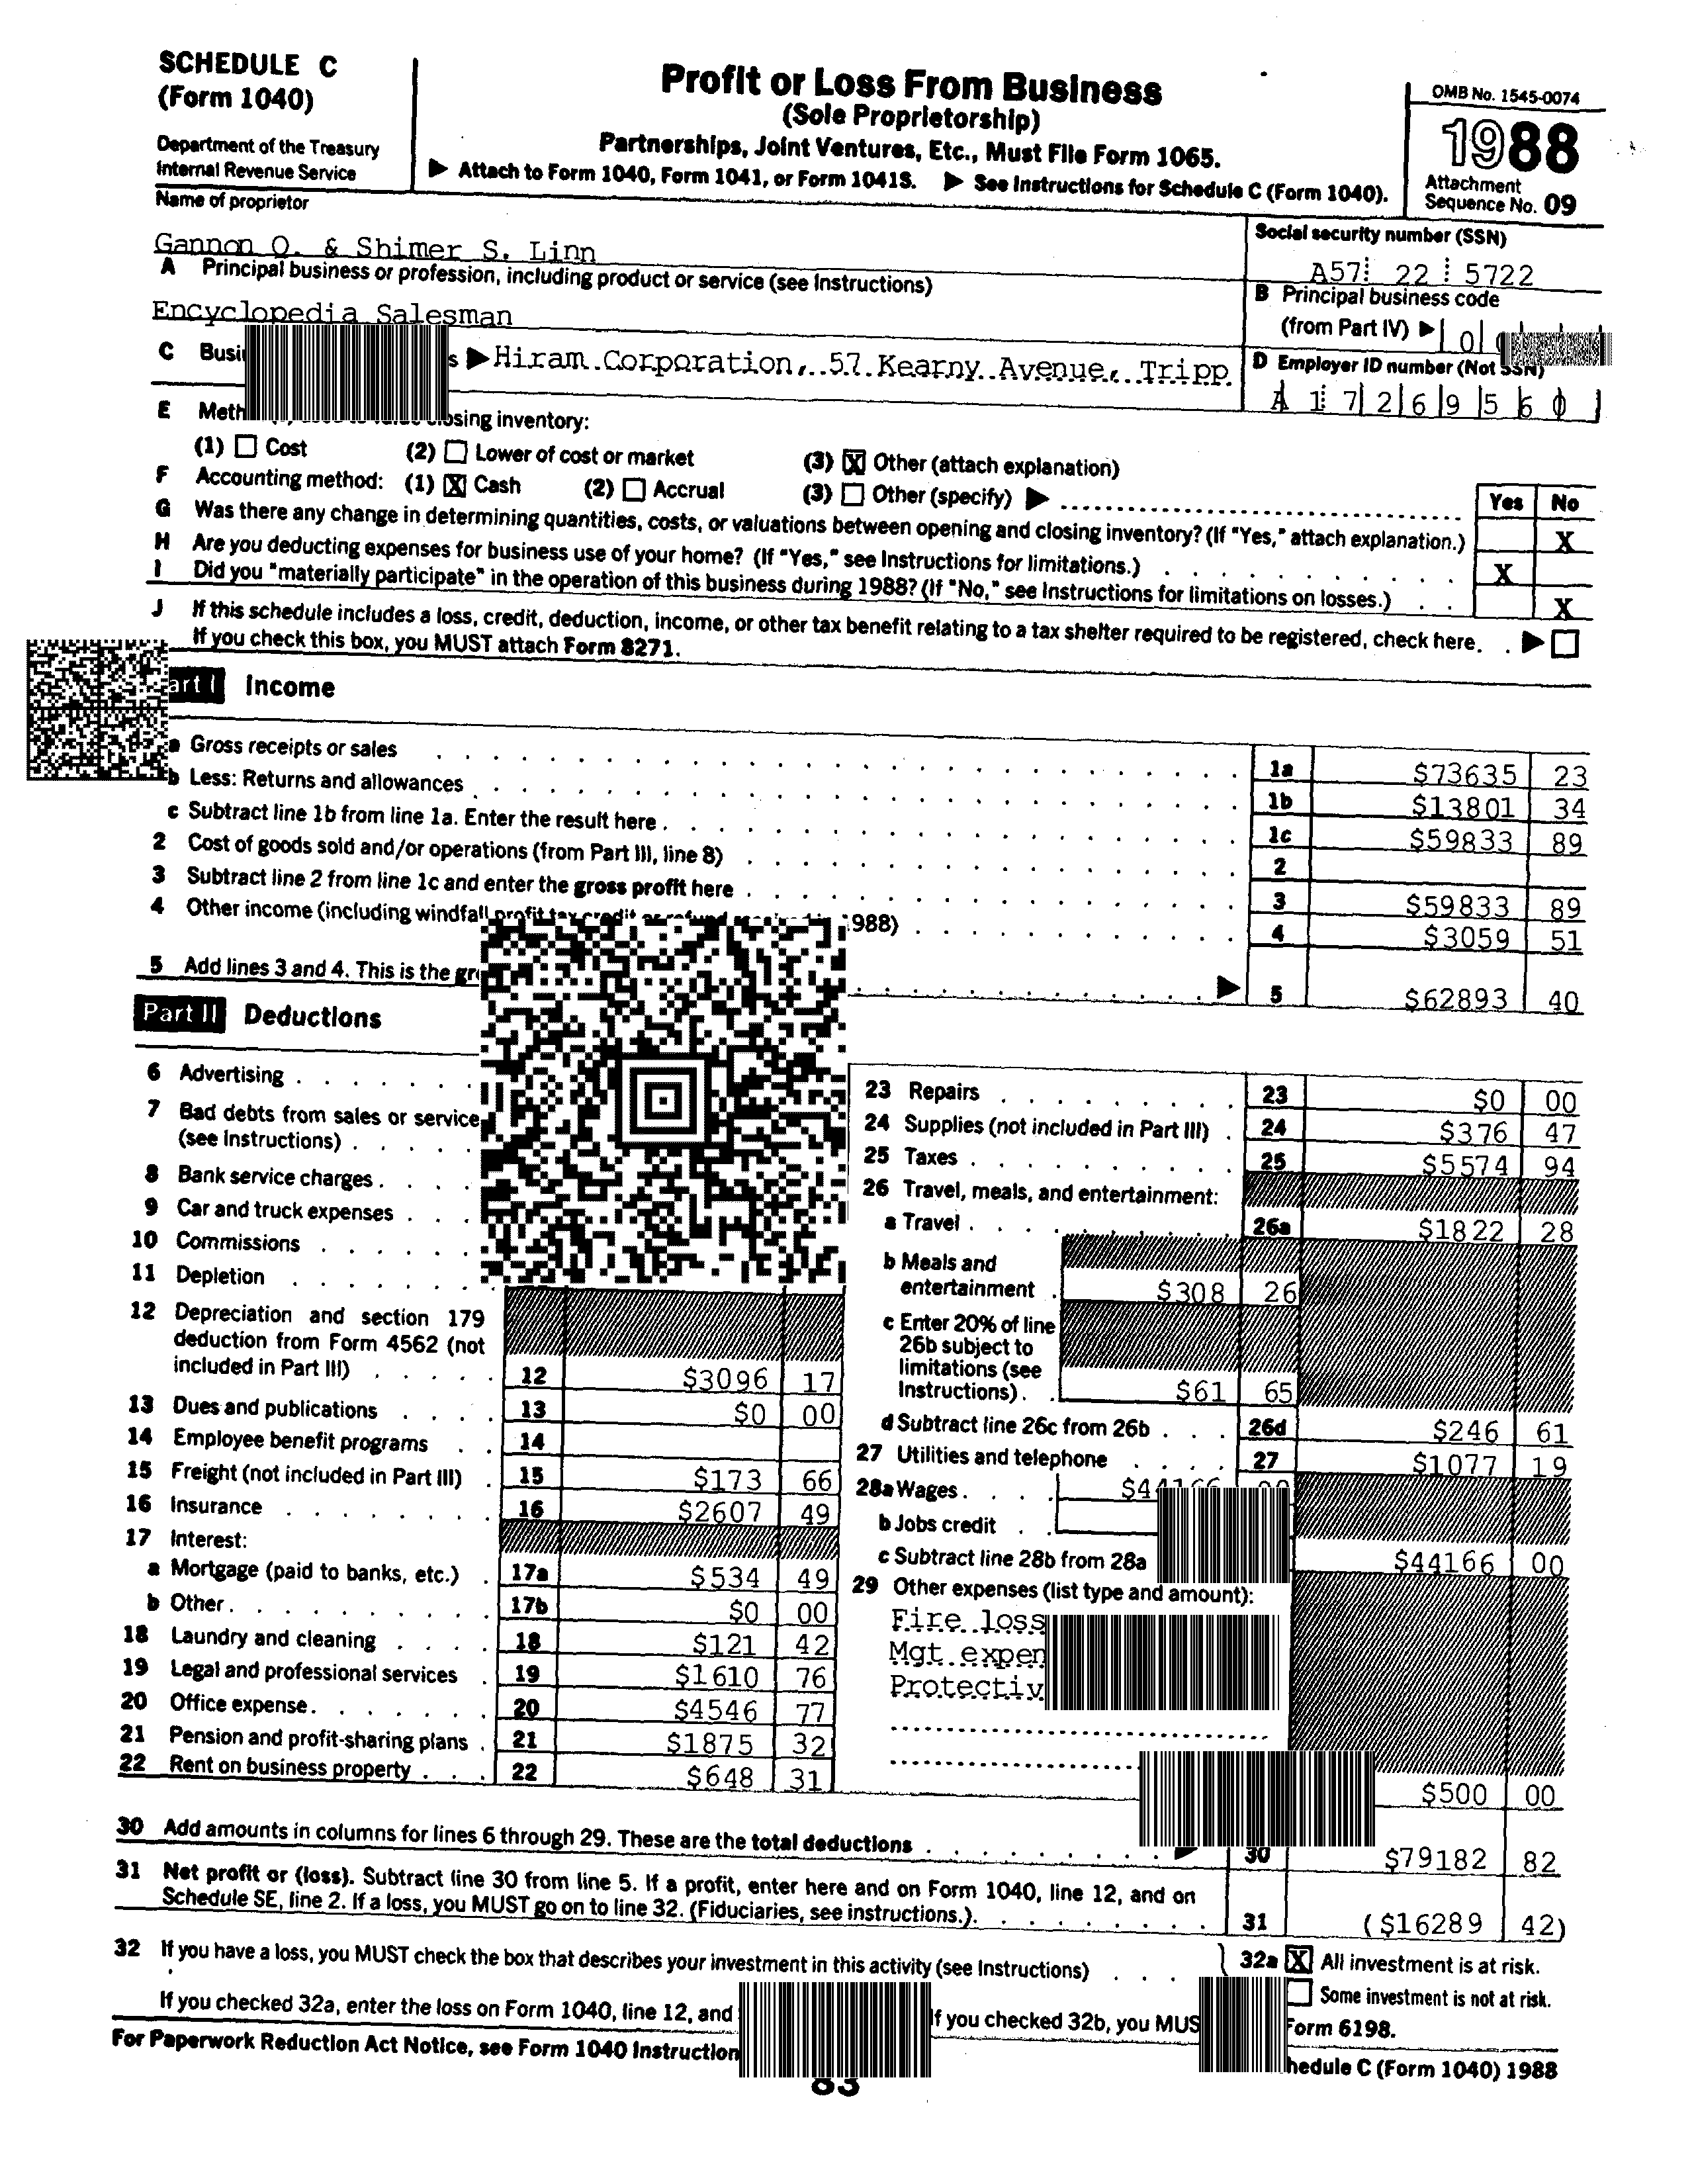 SCHEDULE C
(Form 1040)
Department of the Treasury
Internal Revenue Service
Profit or Loss From Business
(Sole Proprietorship)
Partnerships, Joint Ventures, Etc., Must File Form 1065.
▶ Attach to Form 1040, Form 1041, or Form 1041S. ▶ See Instructions for Schedule C (Form 1040).
OMB No. 1545-0074
1988
Attachment
Sequence No. 09
Name of proprietor
Gannon Q. & Shimer S. Linn
Social security number (SSN)
A57 22 5722
A Principal business or profession, including product or service (see Instructions)
Encyclopedia Salesman
B Principal business code
(from Part IV) ▶ 0
C ▶ Hiram Corporation, 57 Kearny Avenue, Tripp
D Employer ID number (Not SSN)
A 1 7 2 6 9 5 6 0
E inventory:
(1) ☐ Cost (2) ☐ Lower of cost or market (3) ☒ Other (attach explanation)
F Accounting method: (1) ☒ Cash (2) ☐ Accrual (3) ☐ Other (specify) ▶
Yes No
G Was there any change in determining quantities, costs, or valuations between opening and closing inventory? (If "Yes," attach explanation.) X
H Are you deducting expenses for business use of your home? (If "Yes," see Instructions for limitations.) X
I Did you "materially participate" in the operation of this business during 1988? (If "No," see Instructions for limitations on losses.) X
J If this schedule includes a loss, credit, deduction, income, or other tax benefit relating to a tax shelter required to be registered, check here. ▶ ☐
If you check this box, you MUST attach Form 8271.
Part I Income
a Gross receipts or sales 1a $73635 23
b Less: Returns and allowances 1b $13801 34
c Subtract line 1b from line 1a. Enter the result here 1c $59833 89
2 Cost of goods sold and/or operations (from Part III, line 8) 2
3 Subtract line 2 from line 1c and enter the gross profit here 3 $59833 89
4 Other income (including windfall profit tax credit or refund 1988) 4 $3059 51
5 Add lines 3 and 4. This is the ▶ 5 $62893 40
Part II Deductions
6 Advertising
7 Bad debts from sales or service
(see Instructions)
8 Bank service charges
9 Car and truck expenses
10 Commissions
11 Depletion
12 Depreciation and section 179
deduction from Form 4562 (not
included in Part III) 12 $3096 17
13 Dues and publications 13 $0 00
14 Employee benefit programs 14
15 Freight (not included in Part III) 15 $173 66
16 Insurance 16 $2607 49
17 Interest:
a Mortgage (paid to banks, etc.) 17a $534 49
b Other 17b $0 00
18 Laundry and cleaning 18 $121 42
19 Legal and professional services 19 $1610 76
20 Office expense 20 $4546 77
21 Pension and profit-sharing plans 21 $1875 32
22 Rent on business property 22 $648 31
23 Repairs 23 $0 00
24 Supplies (not included in Part III) 24 $376 47
25 Taxes 25 $5574 94
26 Travel, meals, and entertainment:
a Travel 26a $1822 28
b Meals and
entertainment $308 26
c Enter 20% of line
26b subject to
limitations (see
Instructions) $61 65
d Subtract line 26c from 26b 26d $246 61
27 Utilities and telephone 27 $1077 19
28a Wages $44166 00
b Jobs credit
c Subtract line 28b from 28a $44166 00
29 Other expenses (list type and amount):
Fire loss
Mgt
$500 00
30 Add amounts in columns for lines 6 through 29. These are the total deductions 30 $79182 82
31 Net profit or (loss). Subtract line 30 from line 5. If a profit, enter here and on Form 1040, line 12, and on
Schedule SE, line 2. If a loss, you MUST go on to line 32. (Fiduciaries, see instructions.) 31 ($16289 42)
32 If you have a loss, you MUST check the box that describes your investment in this activity (see Instructions) 32a ☒ All investment is at risk.
☐ Some investment is not at risk.
If you checked 32a, enter the loss on Form 1040, line 12, and If you checked 32b, you MUST Form 6198.
For Paperwork Reduction Act Notice, see Form 1040 Instructions
Schedule C (Form 1040) 1988
83